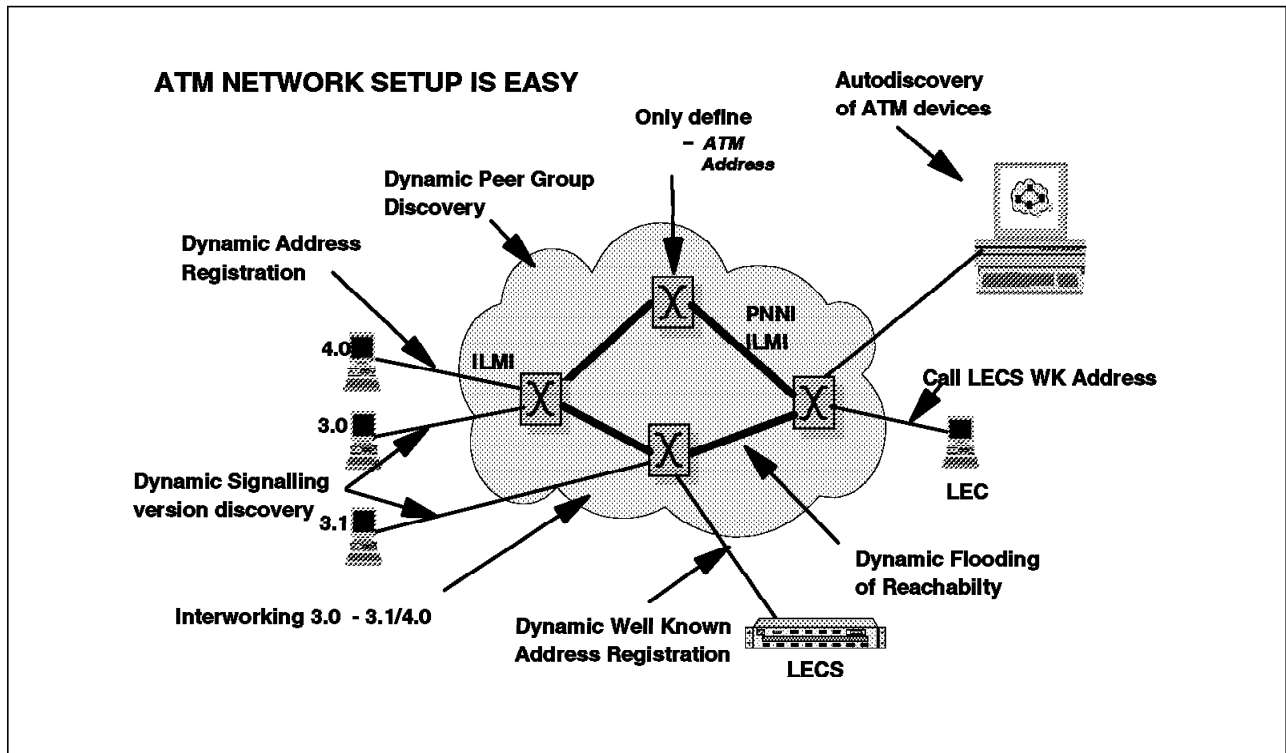 ATM NETWORK SETUP IS EASY
Autodiscovery
of ATM devices
Only define
– ATM
Address
Dynamic Peer Group
Discovery
Dynamic Address
Registration
PNNI
ILMI
ILMI
4.0
Call LECS WK Address
3.0
LEC
Dynamic Signalling
version discovery
3.1
Dynamic Flooding
of Reachabilty
Interworking 3.0 - 3.1/4.0
Dynamic Well Known
Address Registration
LECS